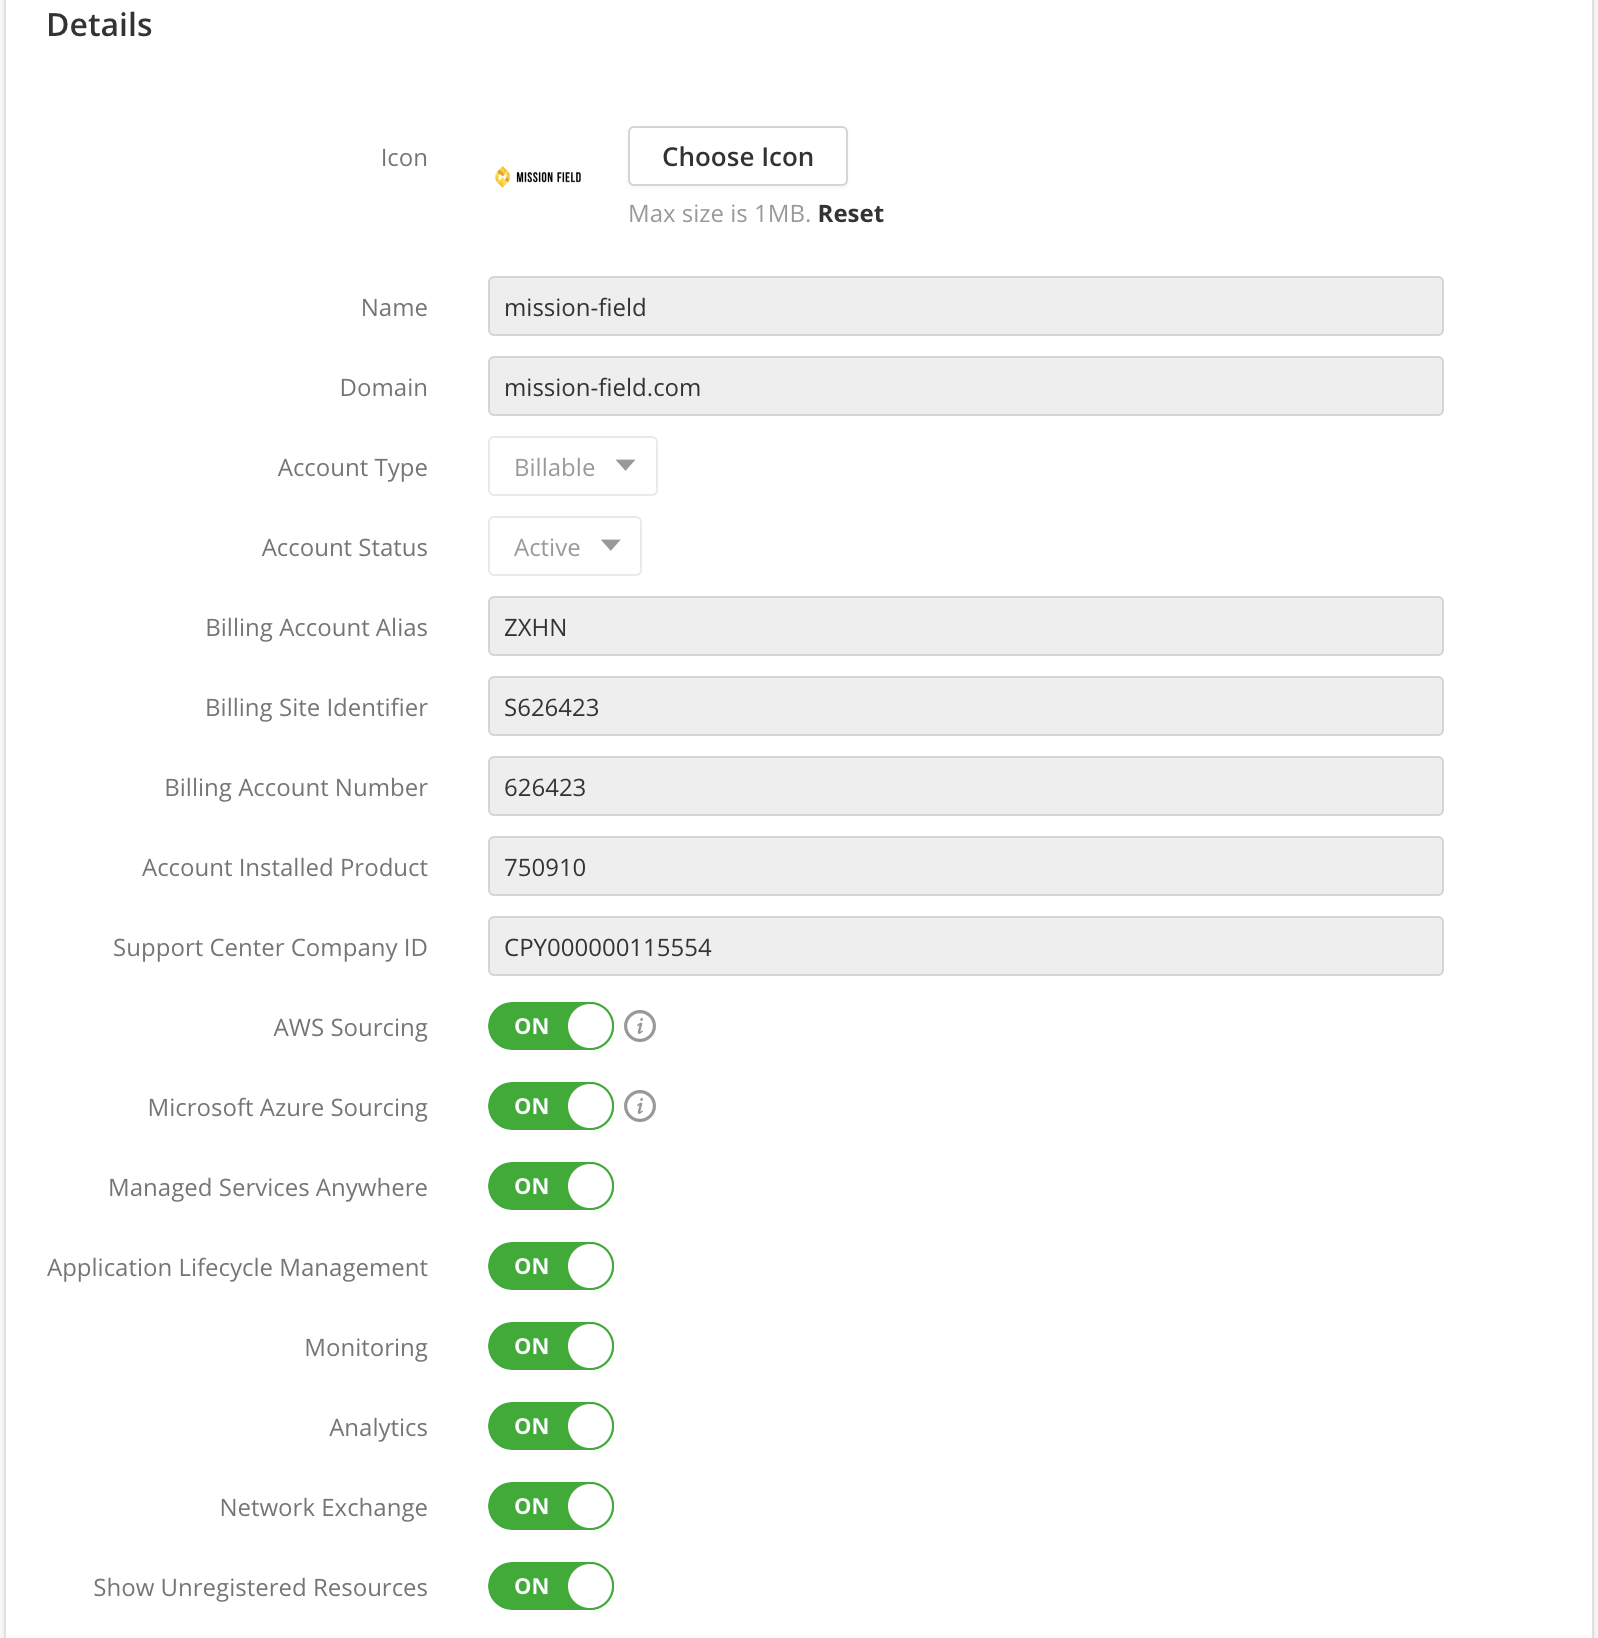 Details
Icon
MISSION FIELD
Choose Icon
Max size is 1MB. Reset
Name mission-field
Domain mission-field.com
Account Type Billable
Account Status Active
Billing Account Alias ZXHN
Billing Site Identifier S626423
Billing Account Number 626423
Account Installed Product 750910
Support Center Company ID CPY000000115554
AWS Sourcing ON i
Microsoft Azure Sourcing ON i
Managed Services Anywhere ON
Application Lifecycle Management ON
Monitoring ON
Analytics ON
Network Exchange ON
Show Unregistered Resources ON